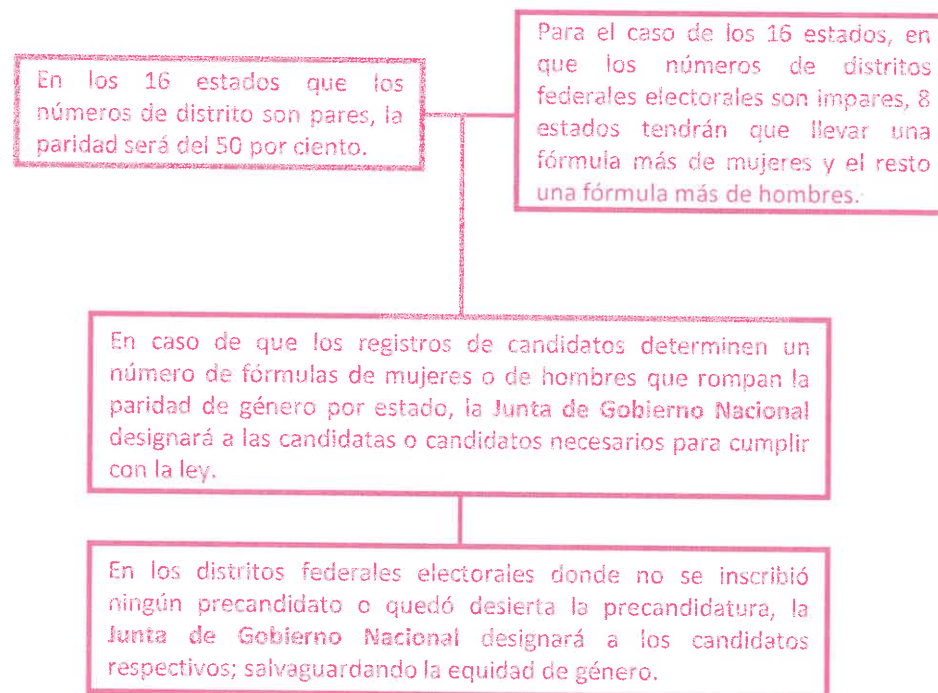 En los 16 estados que los
números de distrito son pares, la
paridad será del 50 por ciento.
Para el caso de los 16 estados, en
que los números de distritos
federales electorales son impares, 8
estados tendrán que llevar una
fórmula más de mujeres y el resto
una fórmula más de hombres.
En caso de que los registros de candidatos determinen un
número de fórmulas de mujeres o de hombres que rompan la
paridad de género por estado, la Junta de Gobierno Nacional
designará a las candidatas o candidatos necesarios para cumplir
con la ley.
En los distritos federales electorales donde no se inscribió
ningún precandidato o quedó desierta la precandidatura, la
Junta de Gobierno Nacional designará a los candidatos
respectivos; salvaguardando la equidad de género.